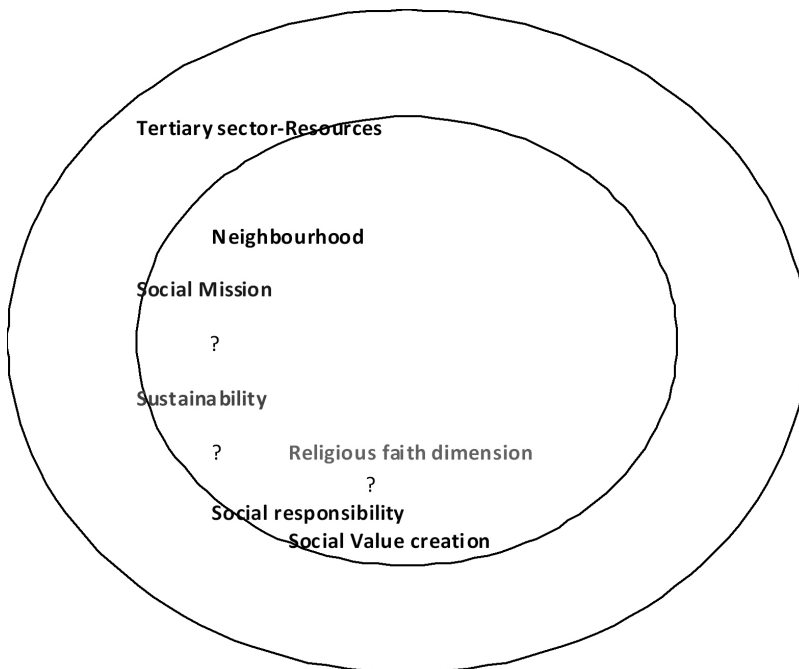 Tertiary sector-Resources
Neighbourhood
Social Mission
?
Sustainability
? Religious faith dimension
?
Social responsibility
Social Value creation